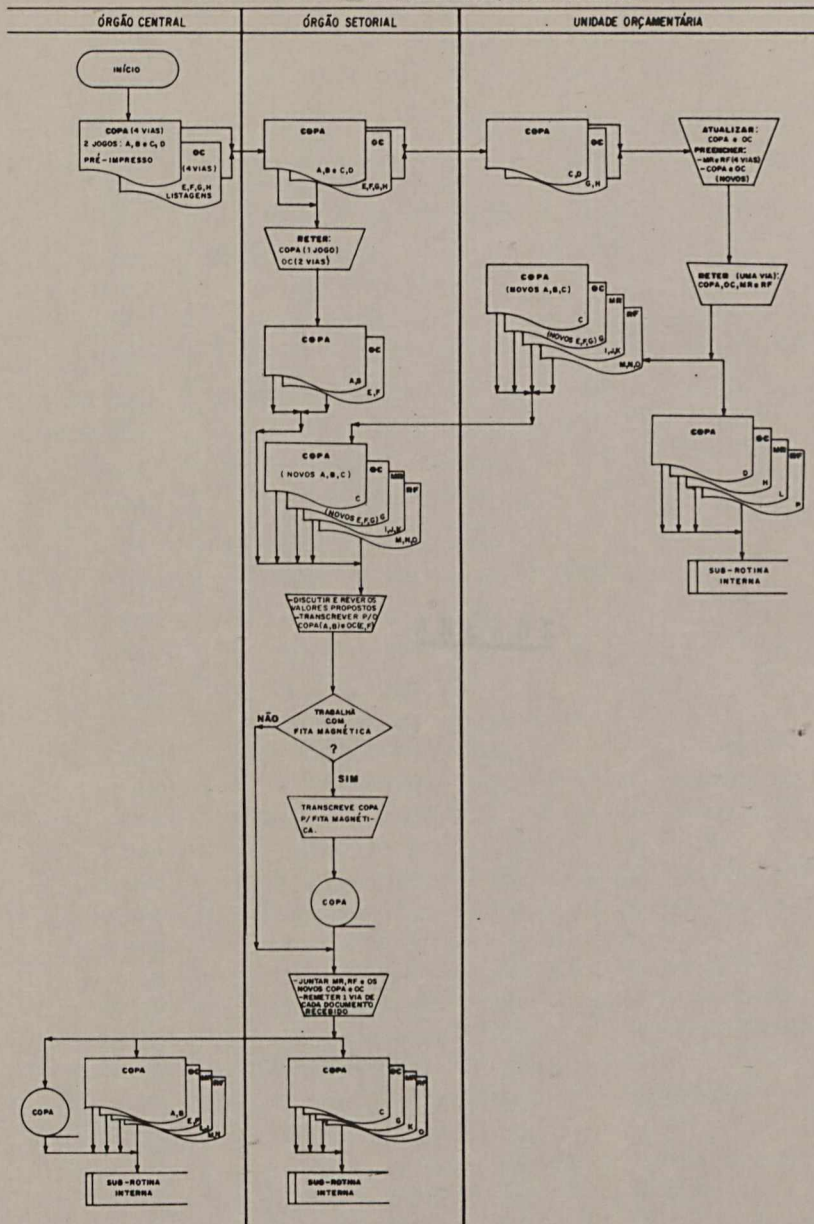 ÓRGÃO CENTRAL
ÓRGÃO SETORIAL
UNIDADE ORÇAMENTÁRIA
INÍCIO
COPA (4 VIAS)
2 JOGOS: A, B e C, D
PRÉ-IMPRESSO
OC
(4 VIAS)
E,F,G,H
LISTAGENS
COPA
A,B e C,D
OC
E,F,G,H
COPA
C,D
OC
G,H
ATUALIZAR:
COPA e OC
PREENCHER:
-MR e RF (4 VIAS)
-COPA e OC
(NOVOS)
RETER:
COPA (1 JOGO)
OC (2 VIAS)
RETER (UMA VIA):
COPA, OC, MR e RF
COPA
(NOVOS A,B,C)
C
OC
(NOVOS E,F,G) G
MR
I,J,K
RF
M,N,O
COPA
A,B
OC
E,F
COPA
D
OC
H
MR
L
RF
P
COPA
(NOVOS A,B,C)
C
OC
(NOVOS E,F,G) G
MR
I,J,K
RF
M,N,O
SUB-ROTINA
INTERNA
-DISCUTIR E REVER OS
VALORES PROPOSTOS
-TRANSCREVER P/O
COPA (A,B) e OC (E,F)
TRABALHA
COM
FITA MAGNÉTICA
?
NÃO
SIM
TRANSCREVE COPA
P/ FITA MAGNÉTI-
CA.
COPA
-JUNTAR MR, RF e OS
NOVOS COPA e OC
-REMETER 1 VIA DE
CADA DOCUMENTO
RECEBIDO
COPA
COPA
A,B
OC
E,F
MR
I,J
RF
M,N
COPA
C
OC
G
MR
K
RF
O
SUB-ROTINA
INTERNA
SUB-ROTINA
INTERNA